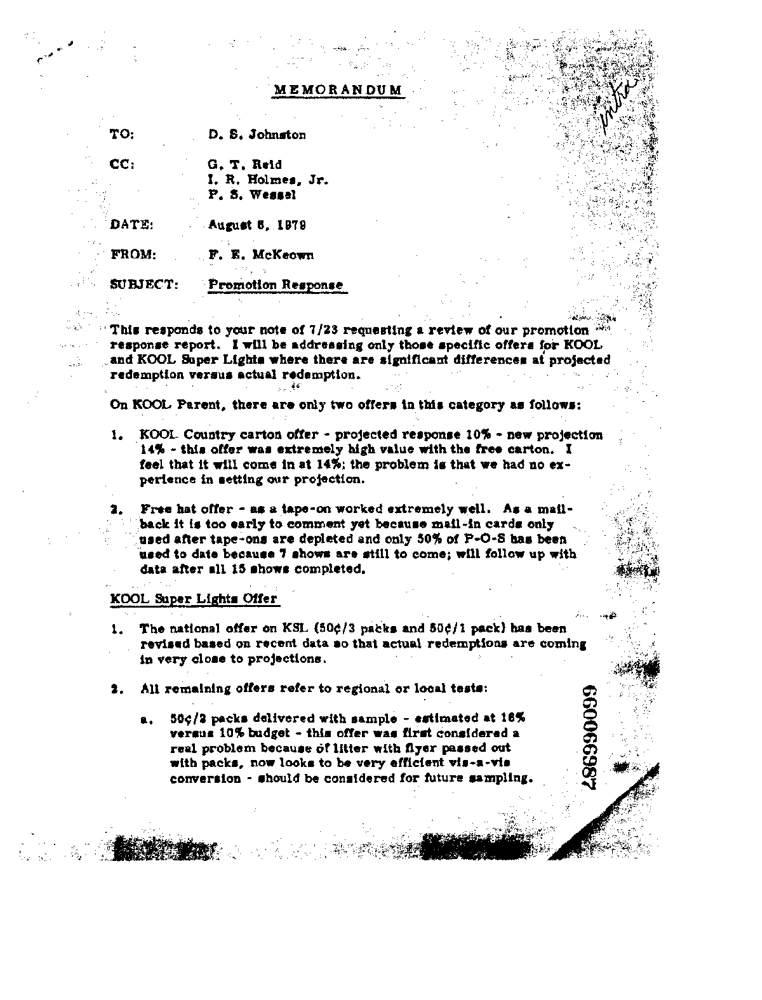 MEMORANDUM
intra
TO: D. S. Johnston
CC: G. T. Reid
I. R. Holmes, Jr.
P. S. Wessel
DATE: August 6, 1979
FROM: F. E. McKeown
SUBJECT: Promotion Response
This responds to your note of 7/23 requesting a review of our promotion
response report. I will be addressing only those specific offers for KOOL
and KOOL Super Lights where there are significant differences at projected
redemption versus actual redemption.
On KOOL Parent, there are only two offers in this category as follows:
1. KOOL Country carton offer - projected response 10% - new projection
14% - this offer was extremely high value with the free carton. I
feel that it will come in at 14%; the problem is that we had no ex-
perience in setting our projection.
2. Free hat offer - as a tape-on worked extremely well. As a mail-
back it is too early to comment yet because mail-in cards only
used after tape-ons are depleted and only 50% of P-O-S has been
used to date because 7 shows are still to come; will follow up with
data after all 15 shows completed.
KOOL Super Lights Offer
1. The national offer on KSL (50¢/3 packs and 50¢/1 pack) has been
revised based on recent data so that actual redemptions are coming
in very close to projections.
2. All remaining offers refer to regional or local tests:
a. 50¢/2 packs delivered with sample - estimated at 16%
versus 10% budget - this offer was first considered a
real problem because of litter with flyer passed out
with packs, now looks to be very efficient vis-a-vis
conversion - should be considered for future sampling.
660066987